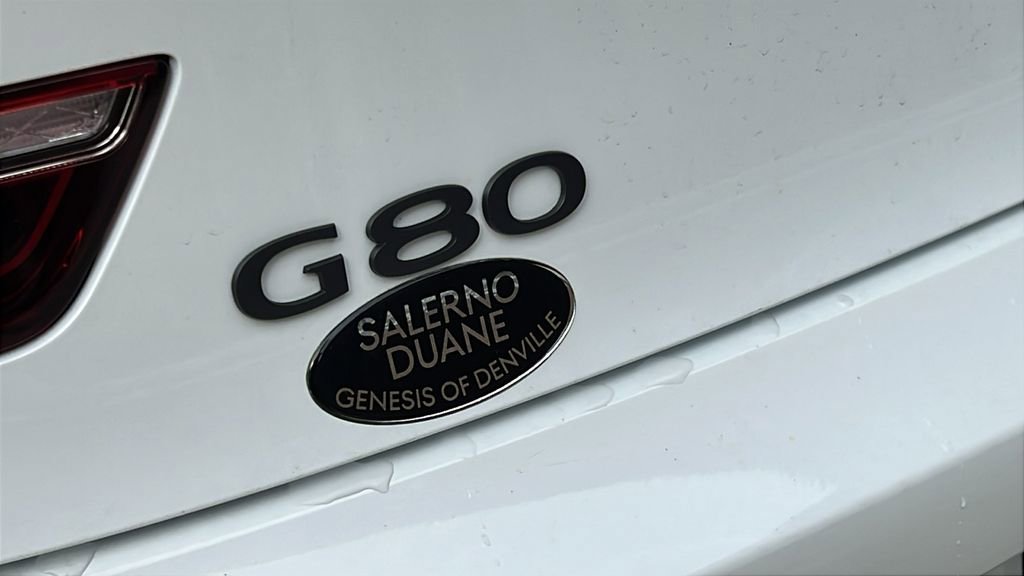 G80
SALERNO
DUANE
GENESIS OF DENVILLE